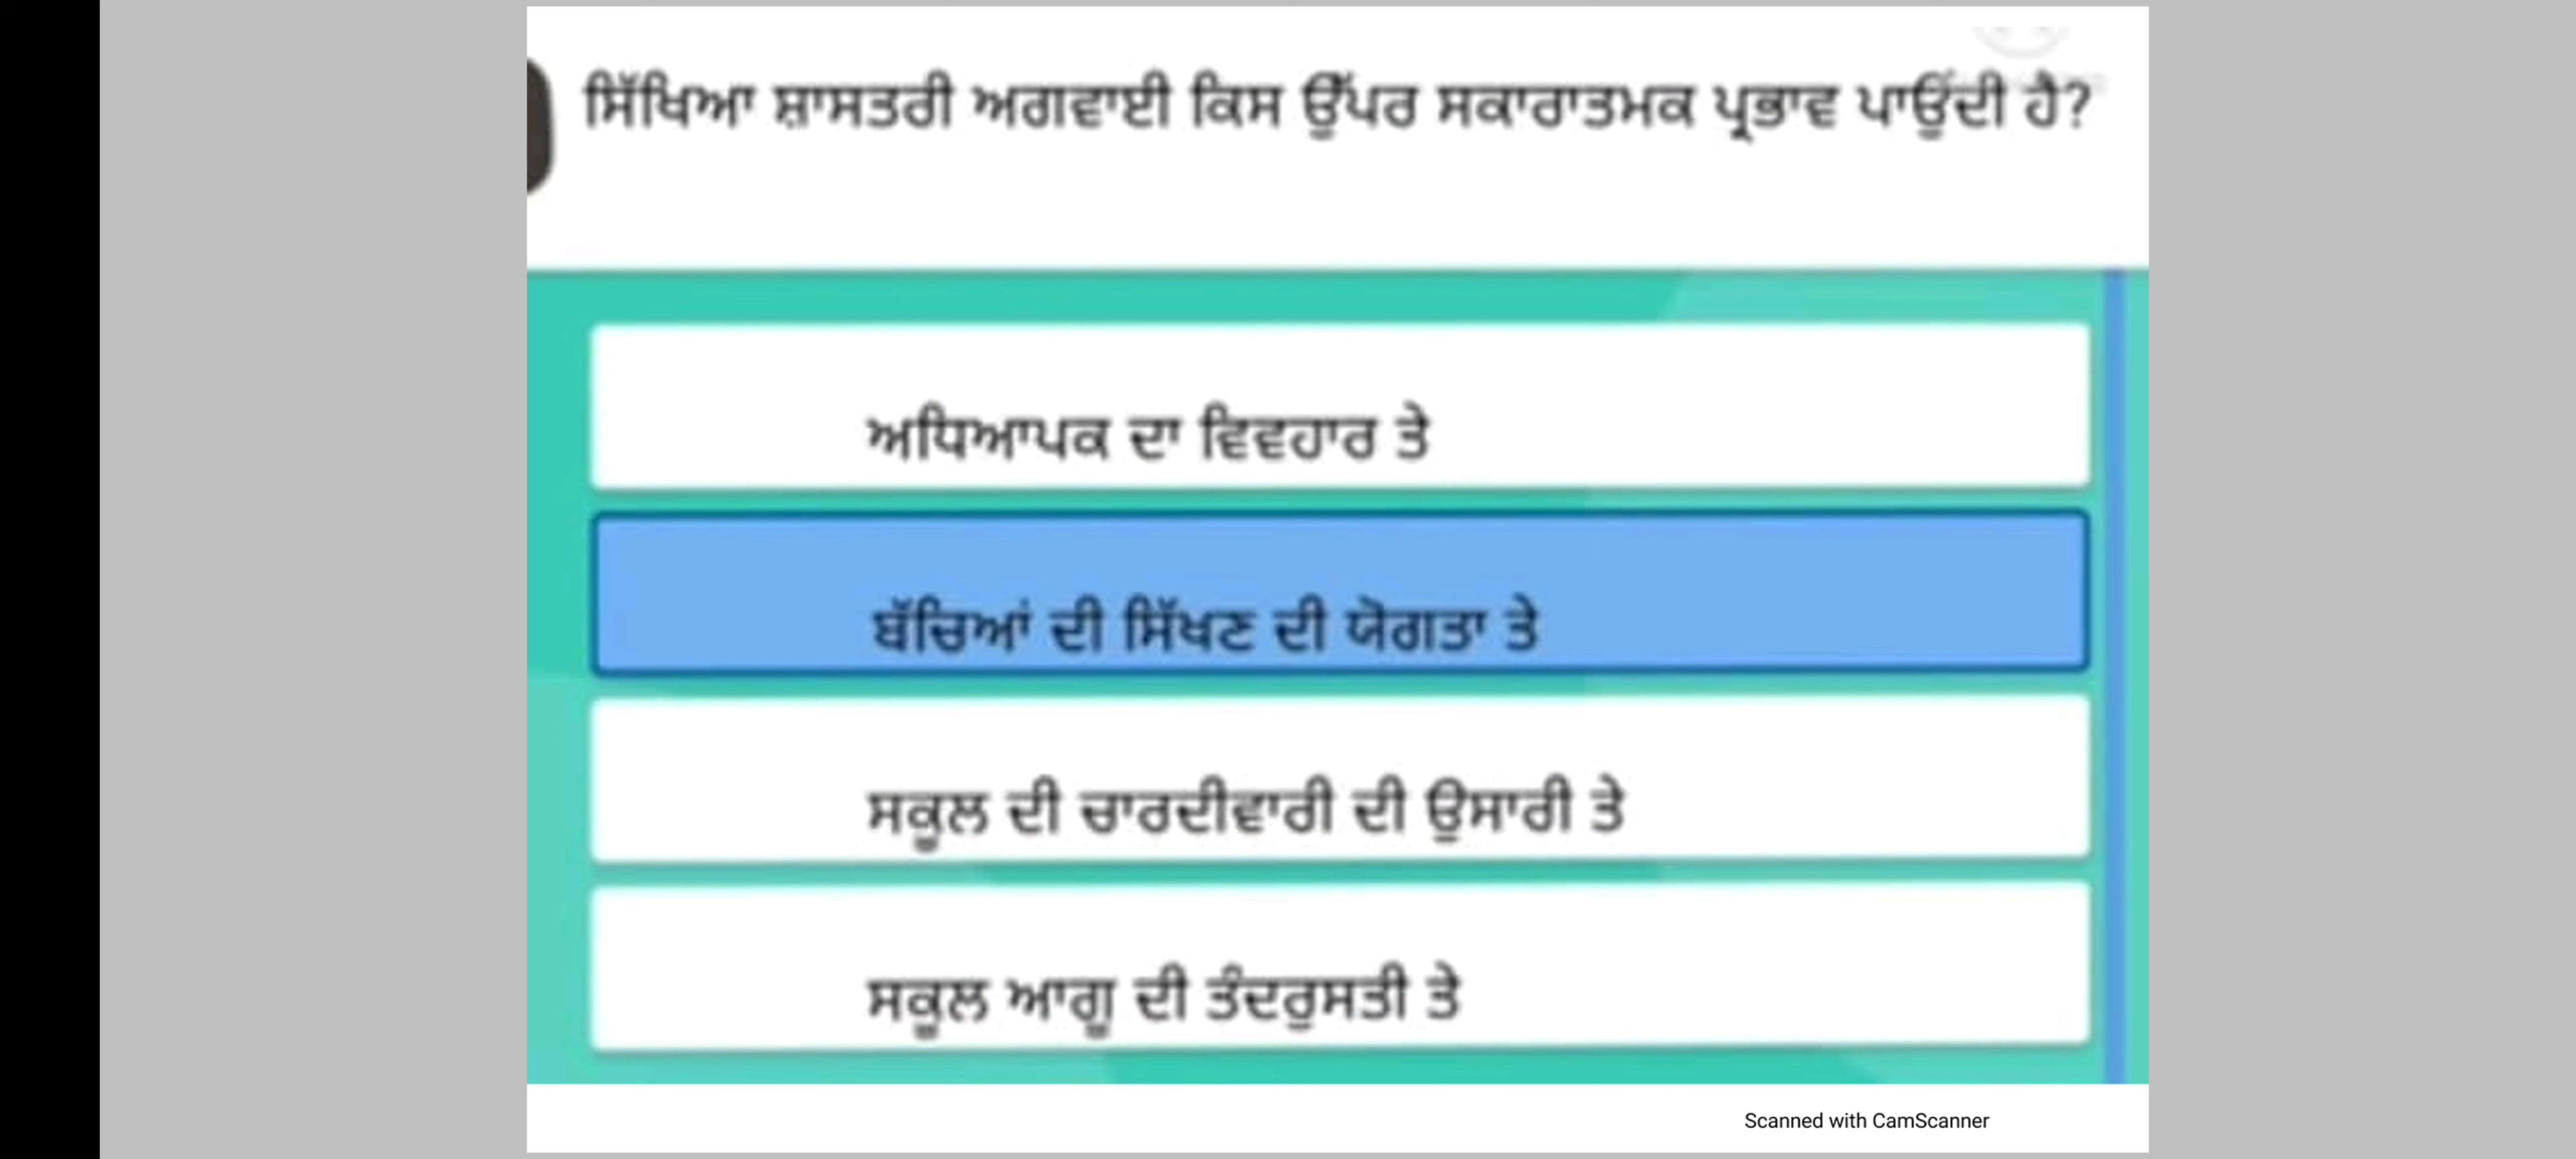 ਸਿੱਖਿਆ ਸ਼ਾਸਤਰੀ ਅਗਵਾਈ ਕਿਸ ਉੱਪਰ ਸਕਾਰਾਤਮਕ ਪ੍ਰਭਾਵ ਪਾਉਂਦੀ ਹੈ?
ਅਧਿਆਪਕ ਦਾ ਵਿਵਹਾਰ ਤੇ
ਬੱਚਿਆਂ ਦੀ ਸਿੱਖਣ ਦੀ ਯੋਗਤਾ ਤੇ
ਸਕੂਲ ਦੀ ਚਾਰਦੀਵਾਰੀ ਦੀ ਉਸਾਰੀ ਤੇ
ਸਕੂਲ ਆਗੂ ਦੀ ਤੰਦਰੁਸਤੀ ਤੇ
Scanned with CamScanner